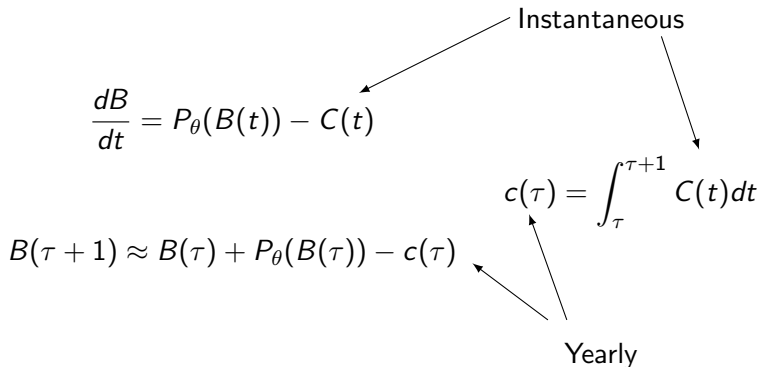 Instantaneous
dB/dt = P_θ(B(t)) − C(t)
c(τ) = ∫_τ^{τ+1} C(t)dt
B(τ + 1) ≈ B(τ) + P_θ(B(τ)) − c(τ)
Yearly